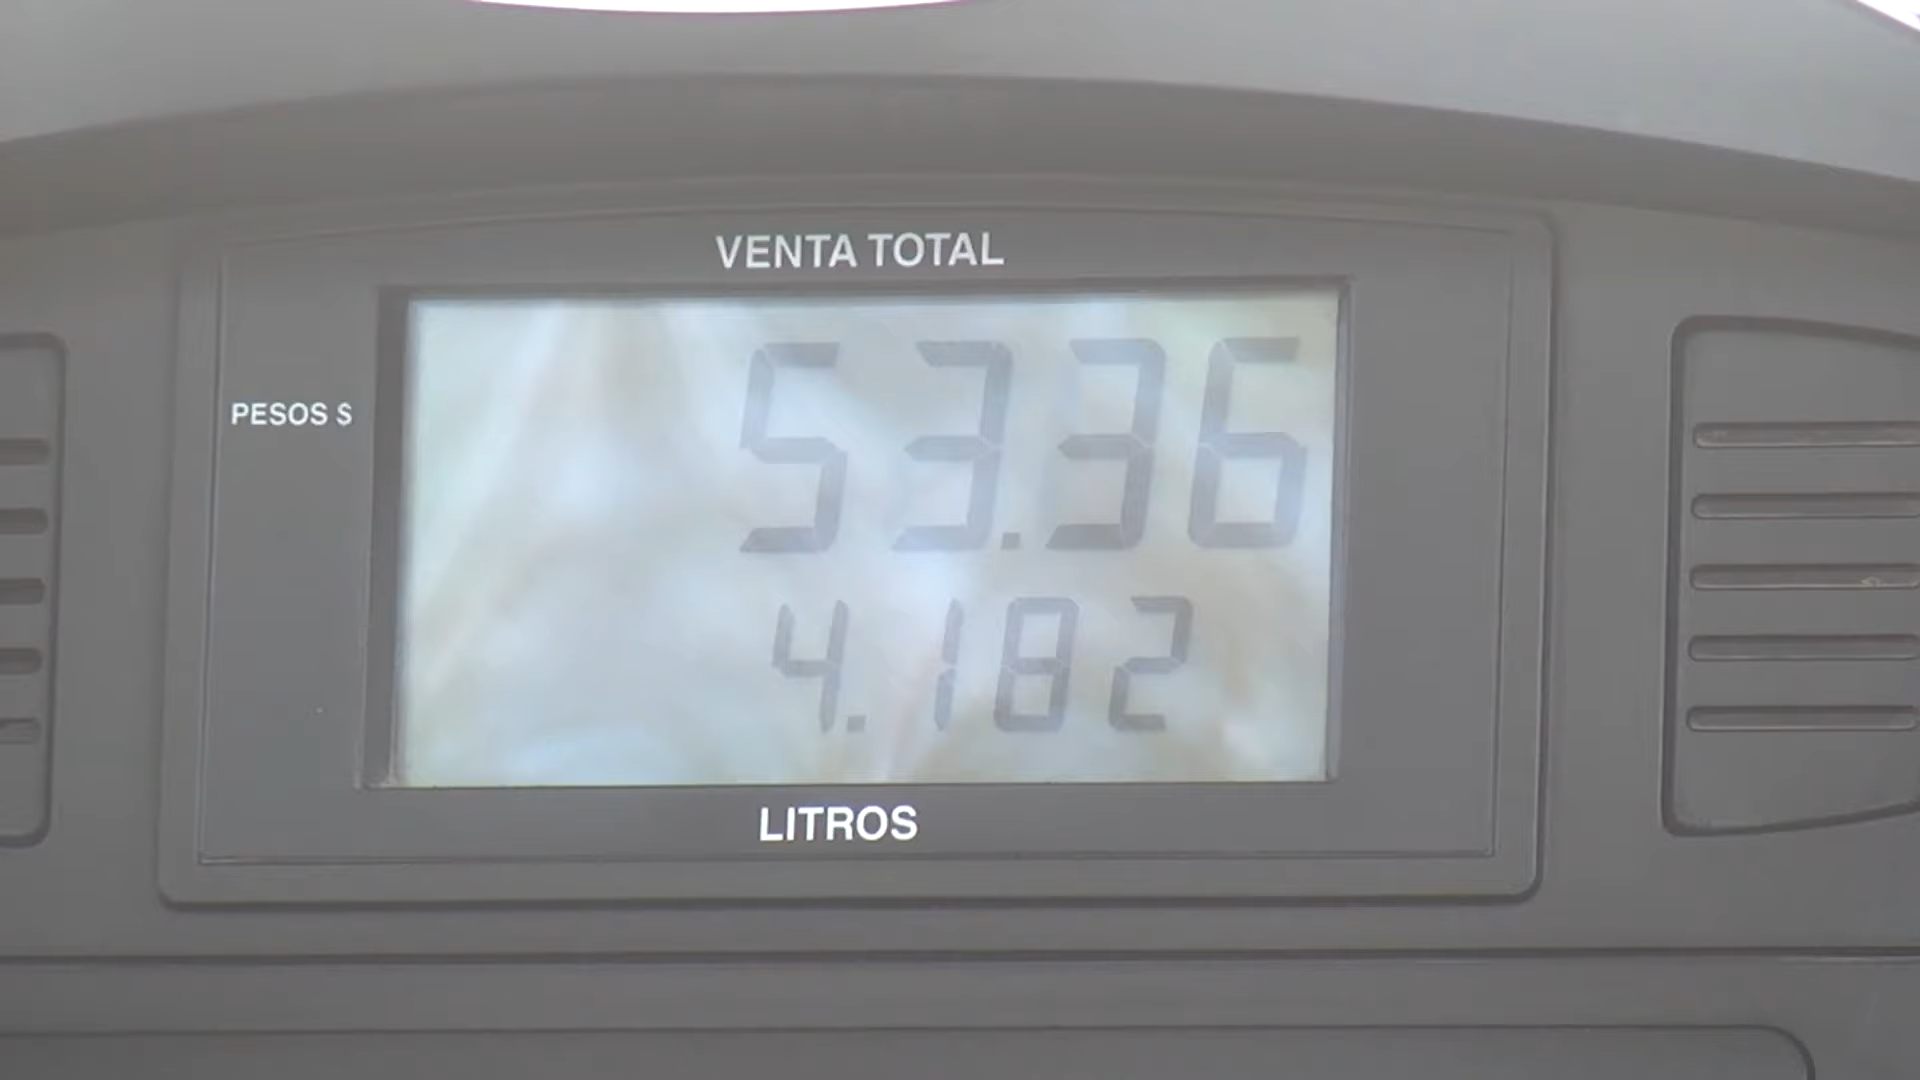 VENTA TOTAL
PESOS $
53.36
4.182
LITROS